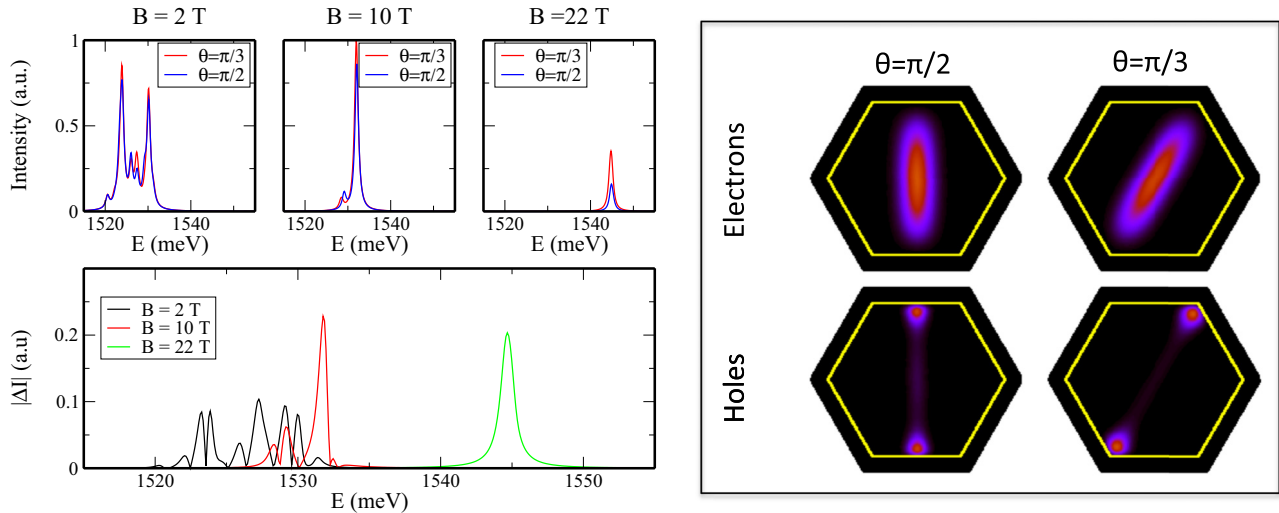 B = 2 T
B = 10 T
B =22 T
Intensity (a.u.)
1
0.5
0
θ=π/3
θ=π/2
θ=π/3
θ=π/2
θ=π/3
θ=π/2
1520
1540
1520
1540
1520
1540
E (meV)
E (meV)
E (meV)
|ΔI| (a.u)
0.2
0.1
0
B = 2 T
B = 10 T
B = 22 T
1520
1530
1540
1550
E (meV)
θ=π/2
θ=π/3
Electrons
Holes